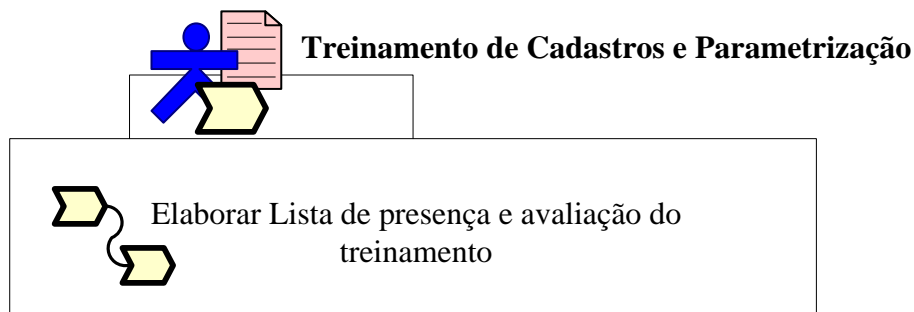 Treinamento de Cadastros e Parametrização
Elaborar Lista de presença e avaliação do
treinamento